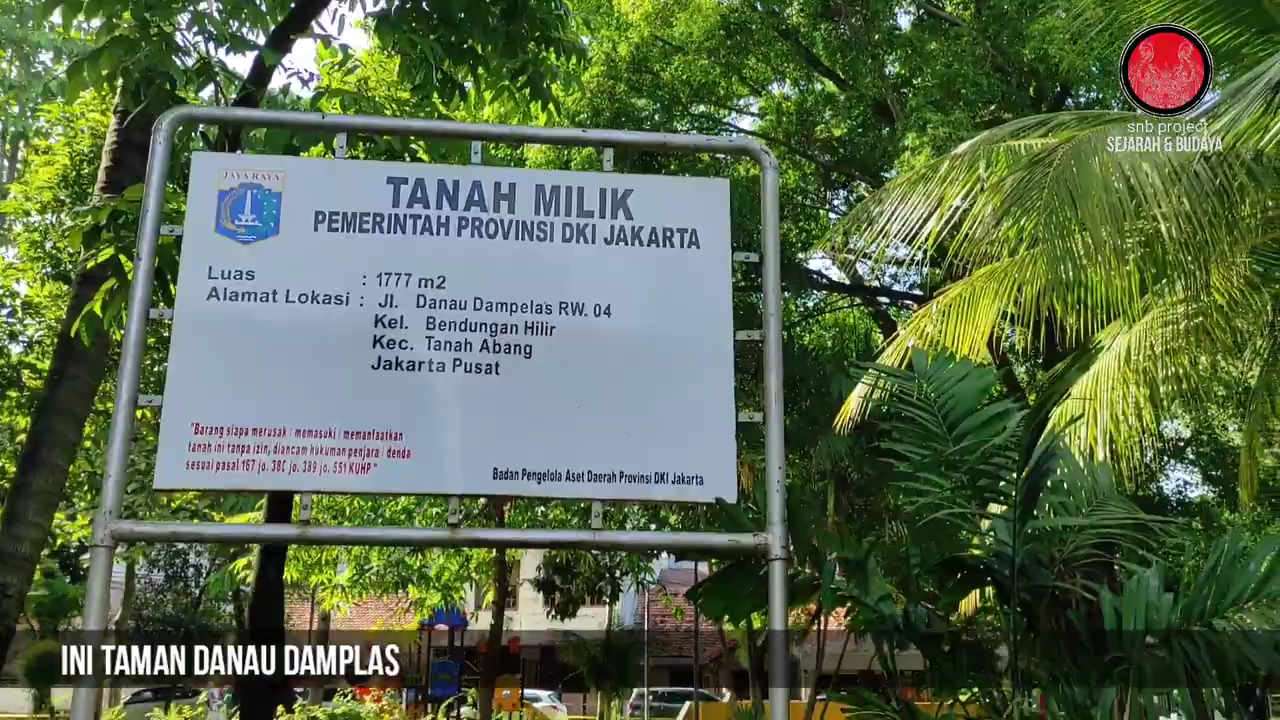 snb project
SEJARAH & BUDAYA
JAYA RAYA
TANAH MILIK
PEMERINTAH PROVINSI DKI JAKARTA
Luas : 1777 m2
Alamat Lokasi : Jl. Danau Dampelas RW. 04
Kel. Bendungan Hilir
Kec. Tanah Abang
Jakarta Pusat
"Barang siapa merusak / memasuki / memanfaatkan
tanah ini tanpa izin, diancam hukuman penjara / denda
sesuai pasal 167 jo. 38C jo. 389 jo. 551 KUHP "
Badan Pengelola Aset Daerah Provinsi DKI Jakarta
INI TAMAN DANAU DAMPLAS